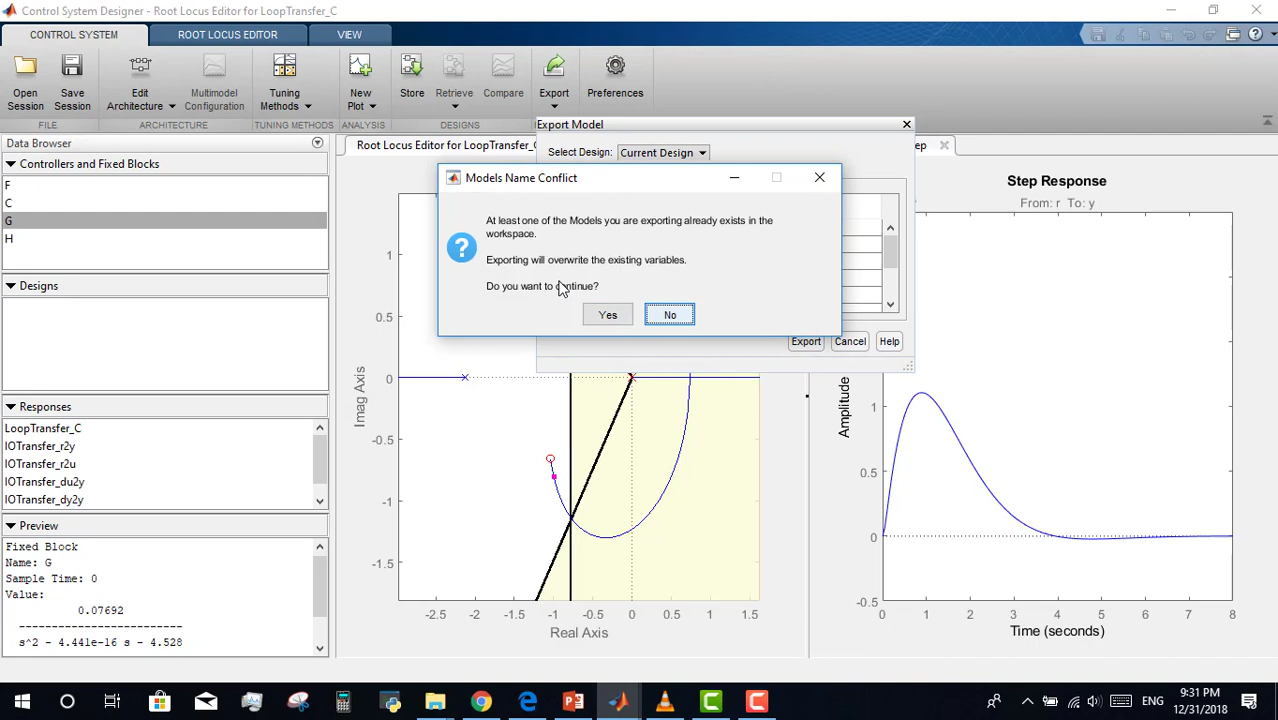 Control System Designer - Root Locus Editor for LoopTransfer_C
CONTROL SYSTEM
ROOT LOCUS EDITOR
VIEW
Open Session
Save Session
Edit Architecture
Multimodel Configuration
Tuning Methods
New Plot
Store
Retrieve
Compare
Export
Preferences
FILE
ARCHITECTURE
TUNING METHODS
ANALYSIS
DESIGNS
Data Browser
Controllers and Fixed Blocks
F
C
G
H
Designs
Responses
LoopTransfer_C
IOTransfer_r2y
IOTransfer_r2u
IOTransfer_du2y
IOTransfer_dy2y
Preview
Fixed Block
Name: G
Sample Time: 0
Value:
0.07692
-------------------------
s^2 - 4.441e-16 s - 4.528
Root Locus Editor for LoopTransfer_C
Export Model
Select Design: Current Design
Export
Cancel
Help
Models Name Conflict
At least one of the Models you are exporting already exists in the
workspace.
Exporting will overwrite the existing variables.
Do you want to continue?
Yes
No
1
0.5
0
-0.5
-1
-1.5
Imag Axis
-2.5 -2 -1.5 -1 -0.5 0 0.5 1 1.5
Real Axis
ep
Step Response
From: r To: y
Amplitude
1
0.5
0
-0.5
0 1 2 3 4 5 6 7 8
Time (seconds)
ENG
9:31 PM
12/31/2018